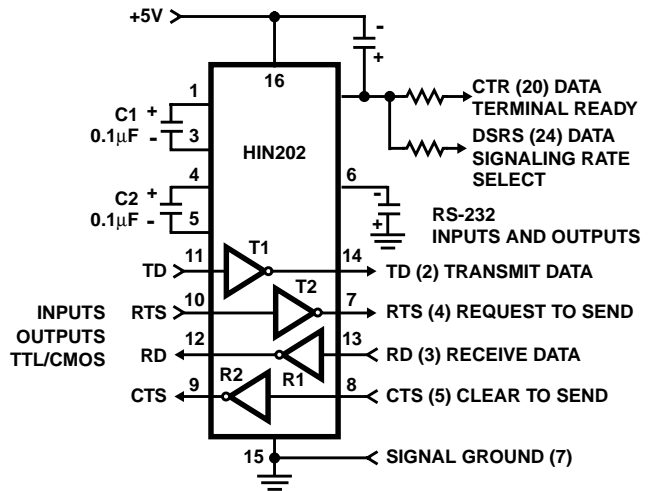 +5V
-
+
16
1
CTR (20) DATA
TERMINAL READY
C1
0.1µF
+
-
3
HIN202
DSRS (24) DATA
SIGNALING RATE
SELECT
4
6
C2
0.1µF
+
-
5
-
+
RS-232
INPUTS AND OUTPUTS
11
T1
14
TD
TD (2) TRANSMIT DATA
10
T2
7
INPUTS
OUTPUTS
TTL/CMOS
RTS
RTS (4) REQUEST TO SEND
12
13
RD
R1
RD (3) RECEIVE DATA
9
R2
8
CTS
CTS (5) CLEAR TO SEND
15
SIGNAL GROUND (7)